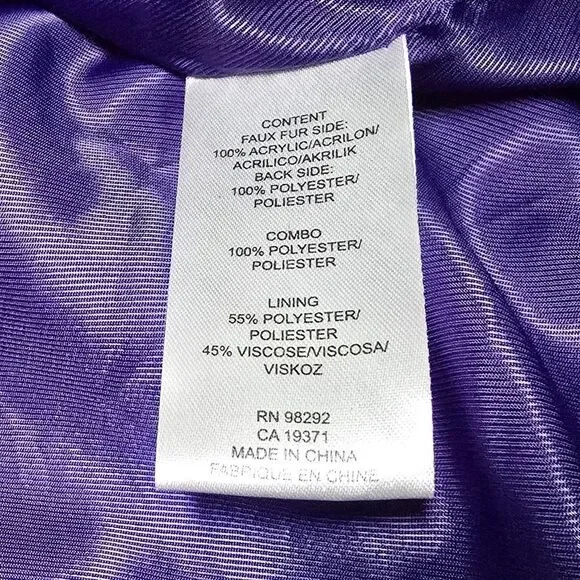 CONTENT
FAUX FUR SIDE:
100% ACRYLIC/ACRILON/
ACRILICO/AKRILIK
BACK SIDE:
100% POLYESTER/
POLIESTER
COMBO
100% POLYESTER/
POLIESTER
LINING
55% POLYESTER/
POLIESTER
45% VISCOSE/VISCOSA/
VISKOZ
RN 98292
CA 19371
MADE IN CHINA
FABRIQUE EN CHINE